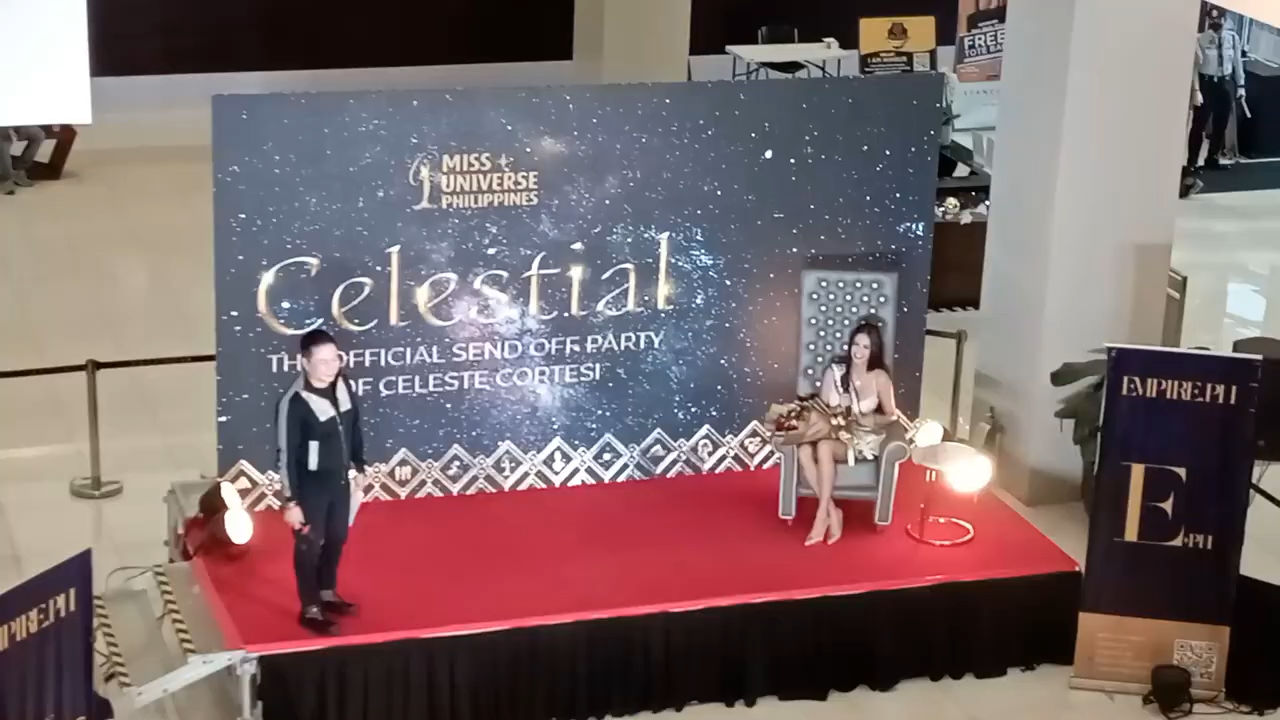 MISS
UNIVERSE
PHILIPPINES
Celestial
THE OFFICIAL SEND OFF PARTY
OF CELESTE CORTESI
FREE
TOTE BAG
EMPIRE.PH
E.PH
EMPIRE.PH